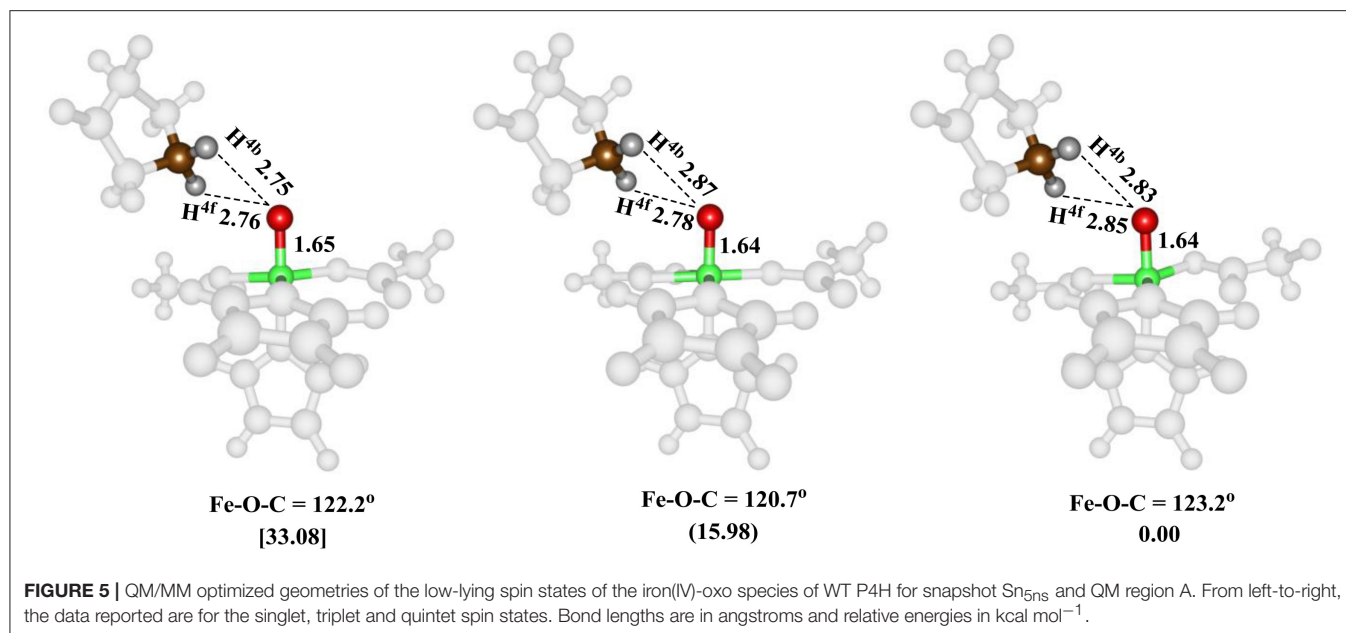 H4b 2.75
H4f 2.76
1.65
H4b 2.87
H4f 2.78
1.64
H4b 2.83
H4f 2.85
1.64
Fe-O-C = 122.2º
[33.08]
Fe-O-C = 120.7º
(15.98)
Fe-O-C = 123.2º
0.00
FIGURE 5 | QM/MM optimized geometries of the low-lying spin states of the iron(IV)-oxo species of WT P4H for snapshot Sn5ns and QM region A. From left-to-right,
the data reported are for the singlet, triplet and quintet spin states. Bond lengths are in angstroms and relative energies in kcal mol−1.